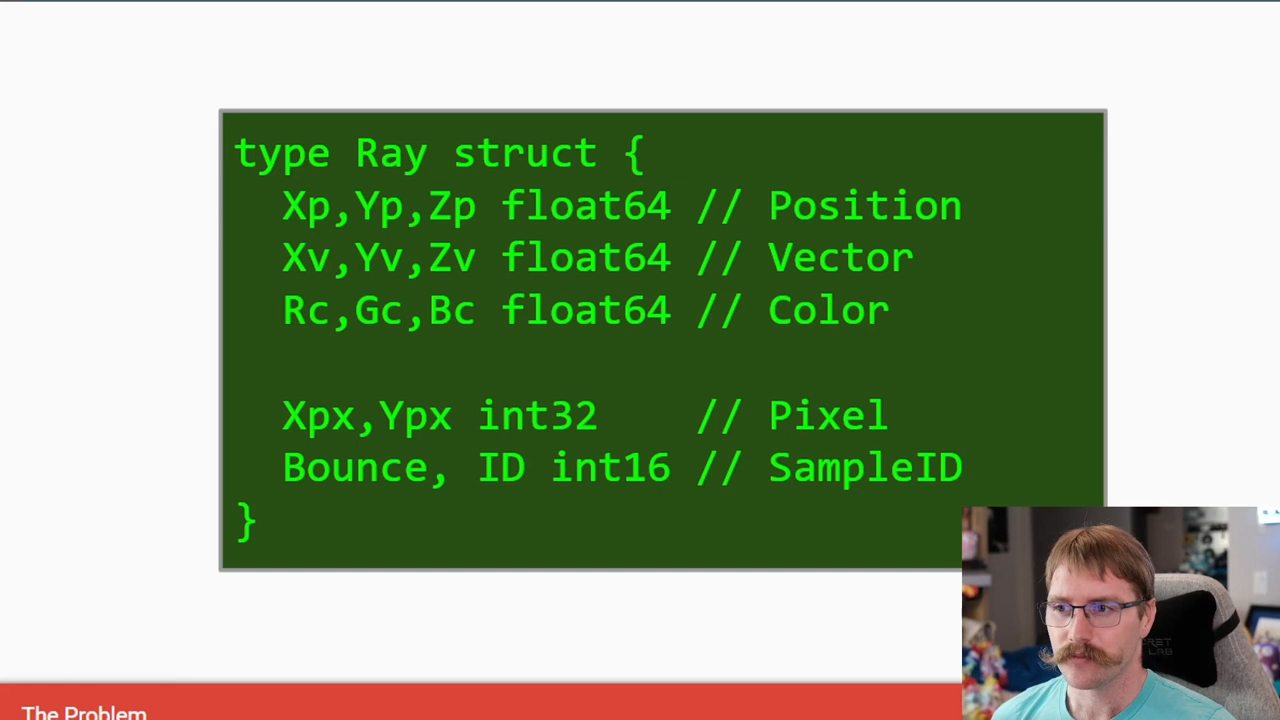 type Ray struct {
Xp,Yp,Zp float64 // Position
Xv,Yv,Zv float64 // Vector
Rc,Gc,Bc float64 // Color
Xpx,Ypx int32 // Pixel
Bounce, ID int16 // SampleID
}
The Problem